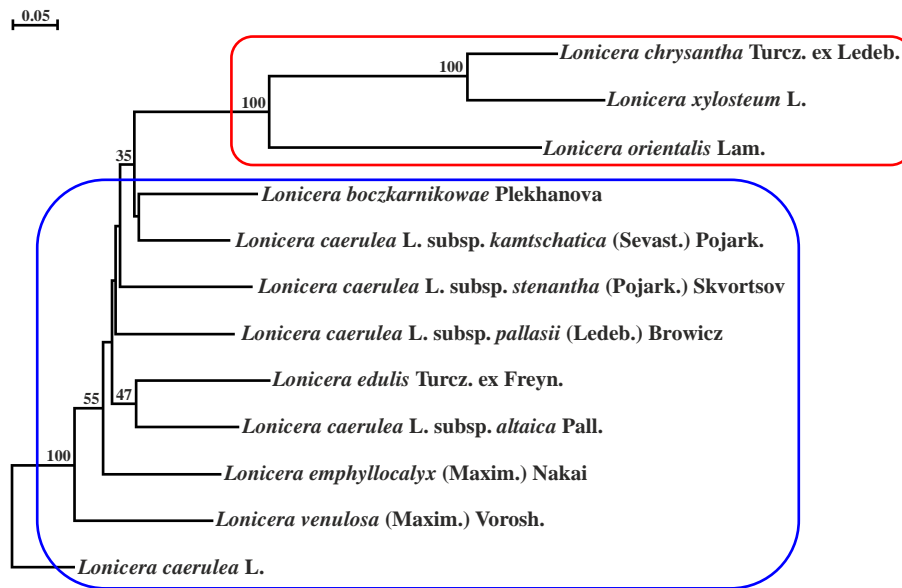 0.05
Lonicera chrysantha Turcz. ex Ledeb.
100
Lonicera xylosteum L.
100
Lonicera orientalis Lam.
35
Lonicera boczkarnikowae Plekhanova
Lonicera caerulea L. subsp. kamtschatica (Sevast.) Pojark.
Lonicera caerulea L. subsp. stenantha (Pojark.) Skvortsov
Lonicera caerulea L. subsp. pallasii (Ledeb.) Browicz
Lonicera edulis Turcz. ex Freyn.
47
55
Lonicera caerulea L. subsp. altaica Pall.
100
Lonicera emphyllocalyx (Maxim.) Nakai
Lonicera venulosa (Maxim.) Vorosh.
Lonicera caerulea L.